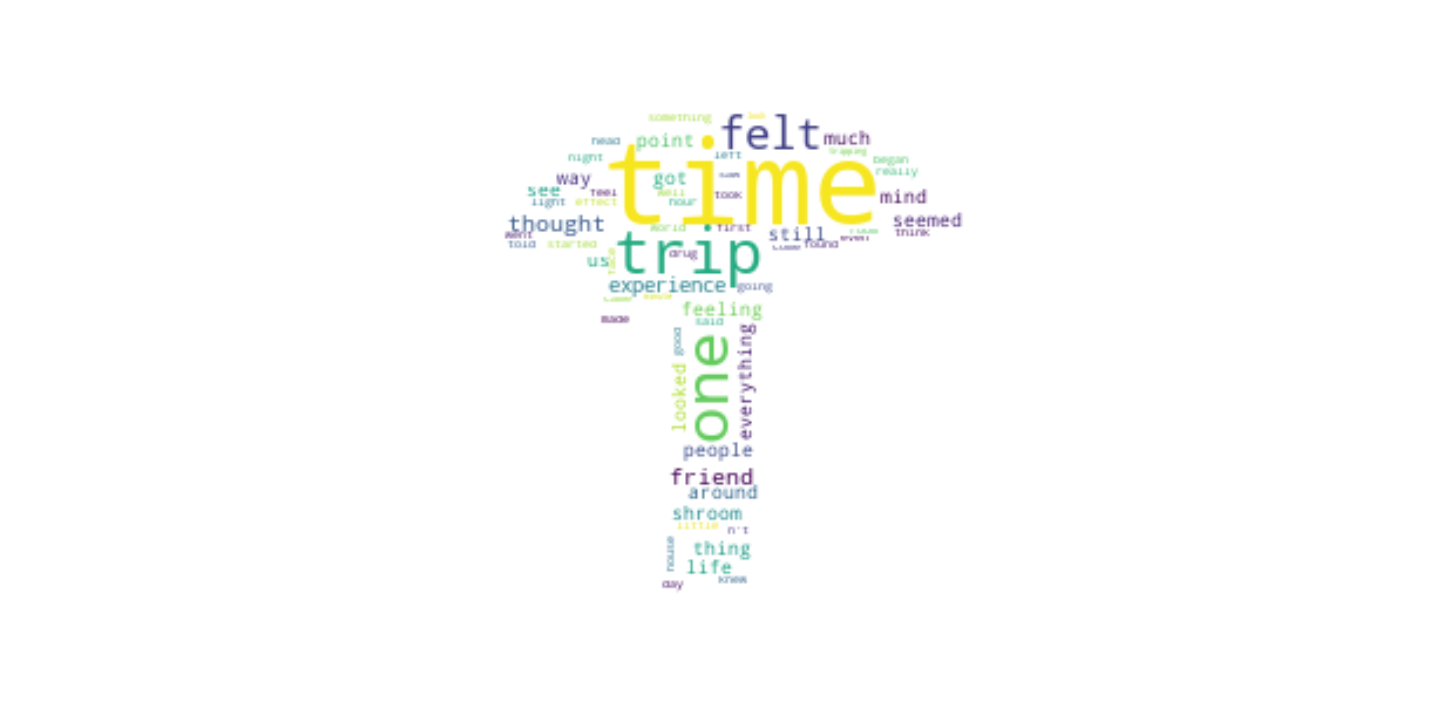 something
felt
much
head
point
time
left
tripping
night
began
really
way
got
see
feel
well
took
mind
light
effect
hour
thought
seemed
world
first
still
think
went
told
started
found
trip
drug
us
experience
going
feeling
made
said
good
one
everything
looked
people
friend
around
shroom
little
n't
house
thing
life
day
knew